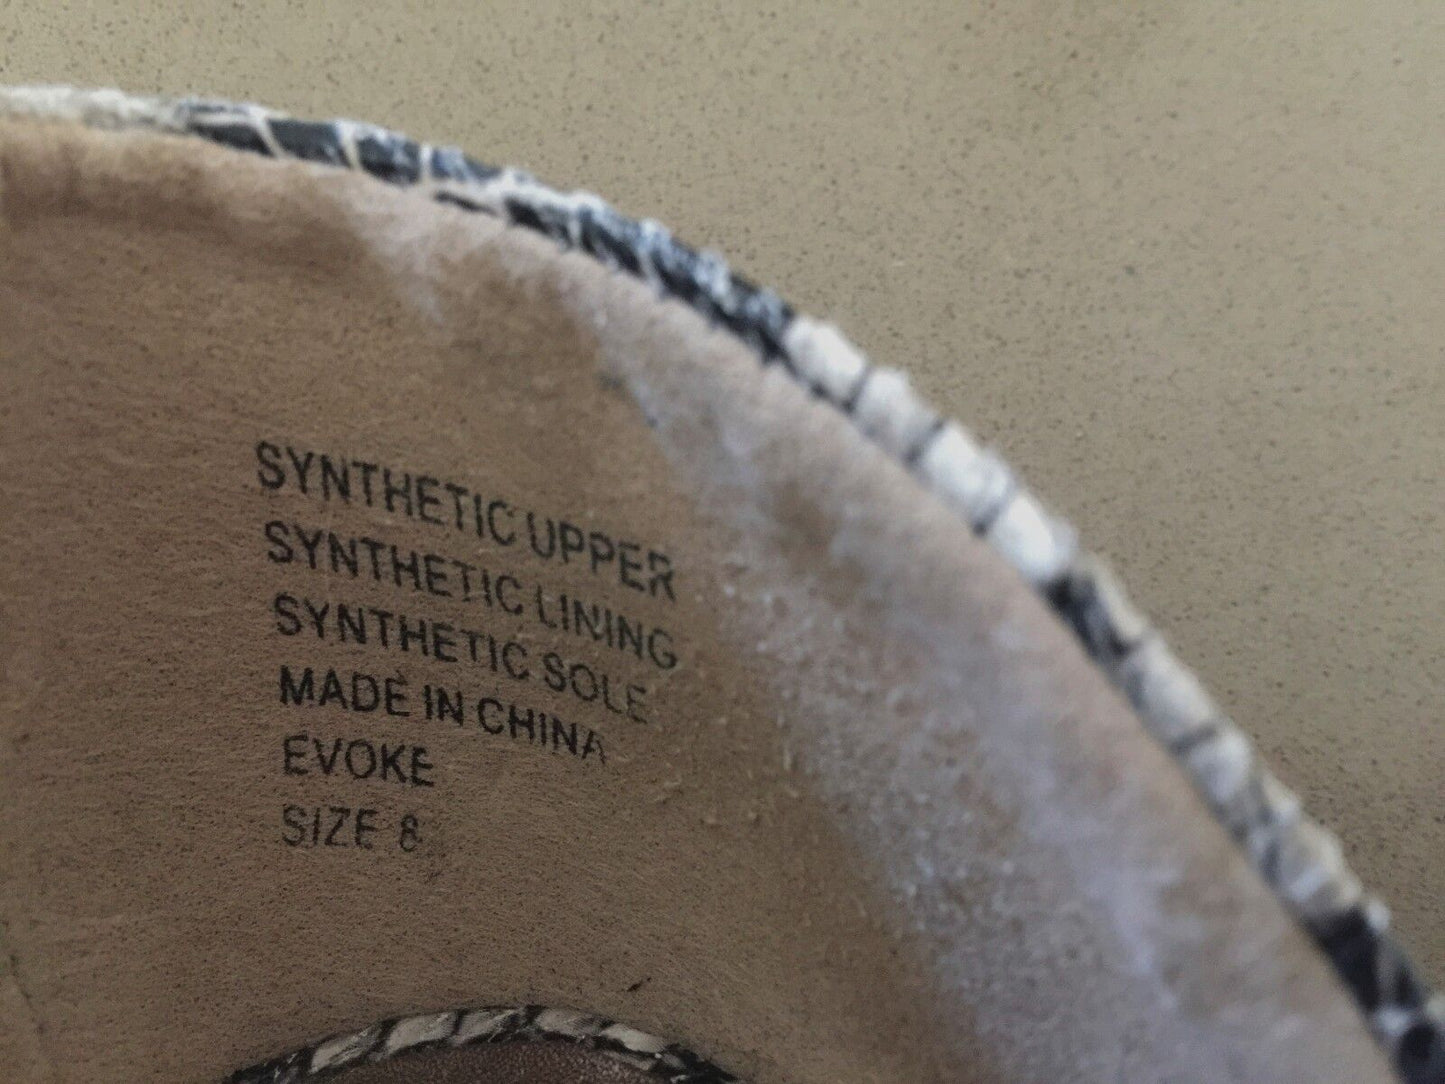 SYNTHETIC UPPER
SYNTHETIC LINING
SYNTHETIC SOLE
MADE IN CHINA
EVOKE
SIZE 8